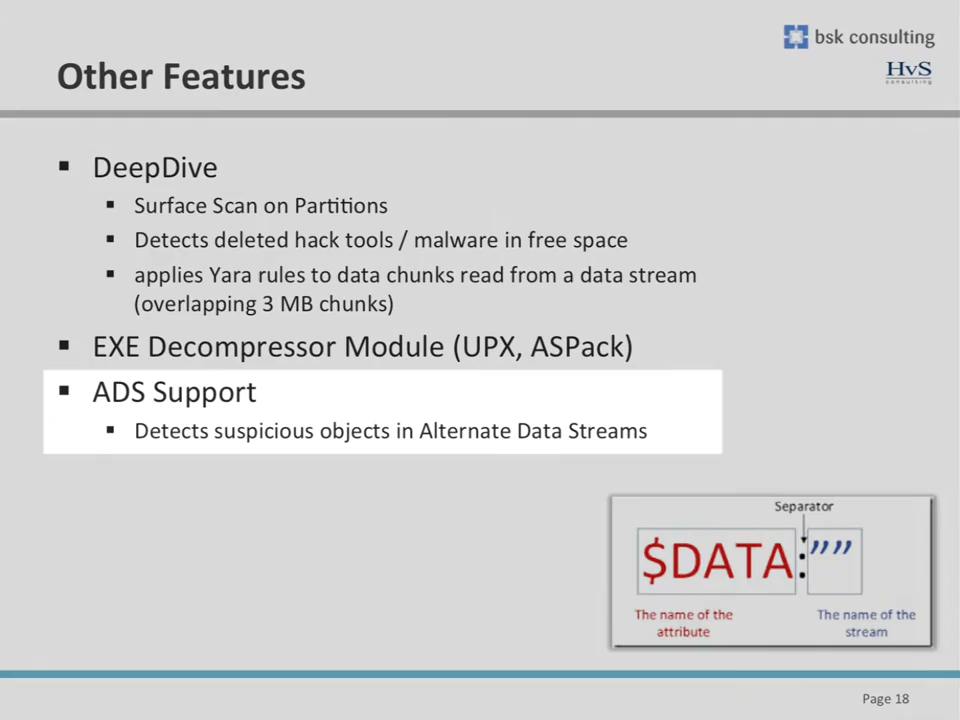 bsk consulting
HvS
consulting
Other Features
▪ DeepDive
▪ Surface Scan on Partitions
▪ Detects deleted hack tools / malware in free space
▪ applies Yara rules to data chunks read from a data stream
(overlapping 3 MB chunks)
▪ EXE Decompressor Module (UPX, ASPack)
▪ ADS Support
▪ Detects suspicious objects in Alternate Data Streams
Separator
$DATA:””
The name of the attribute
The name of the stream
Page 18